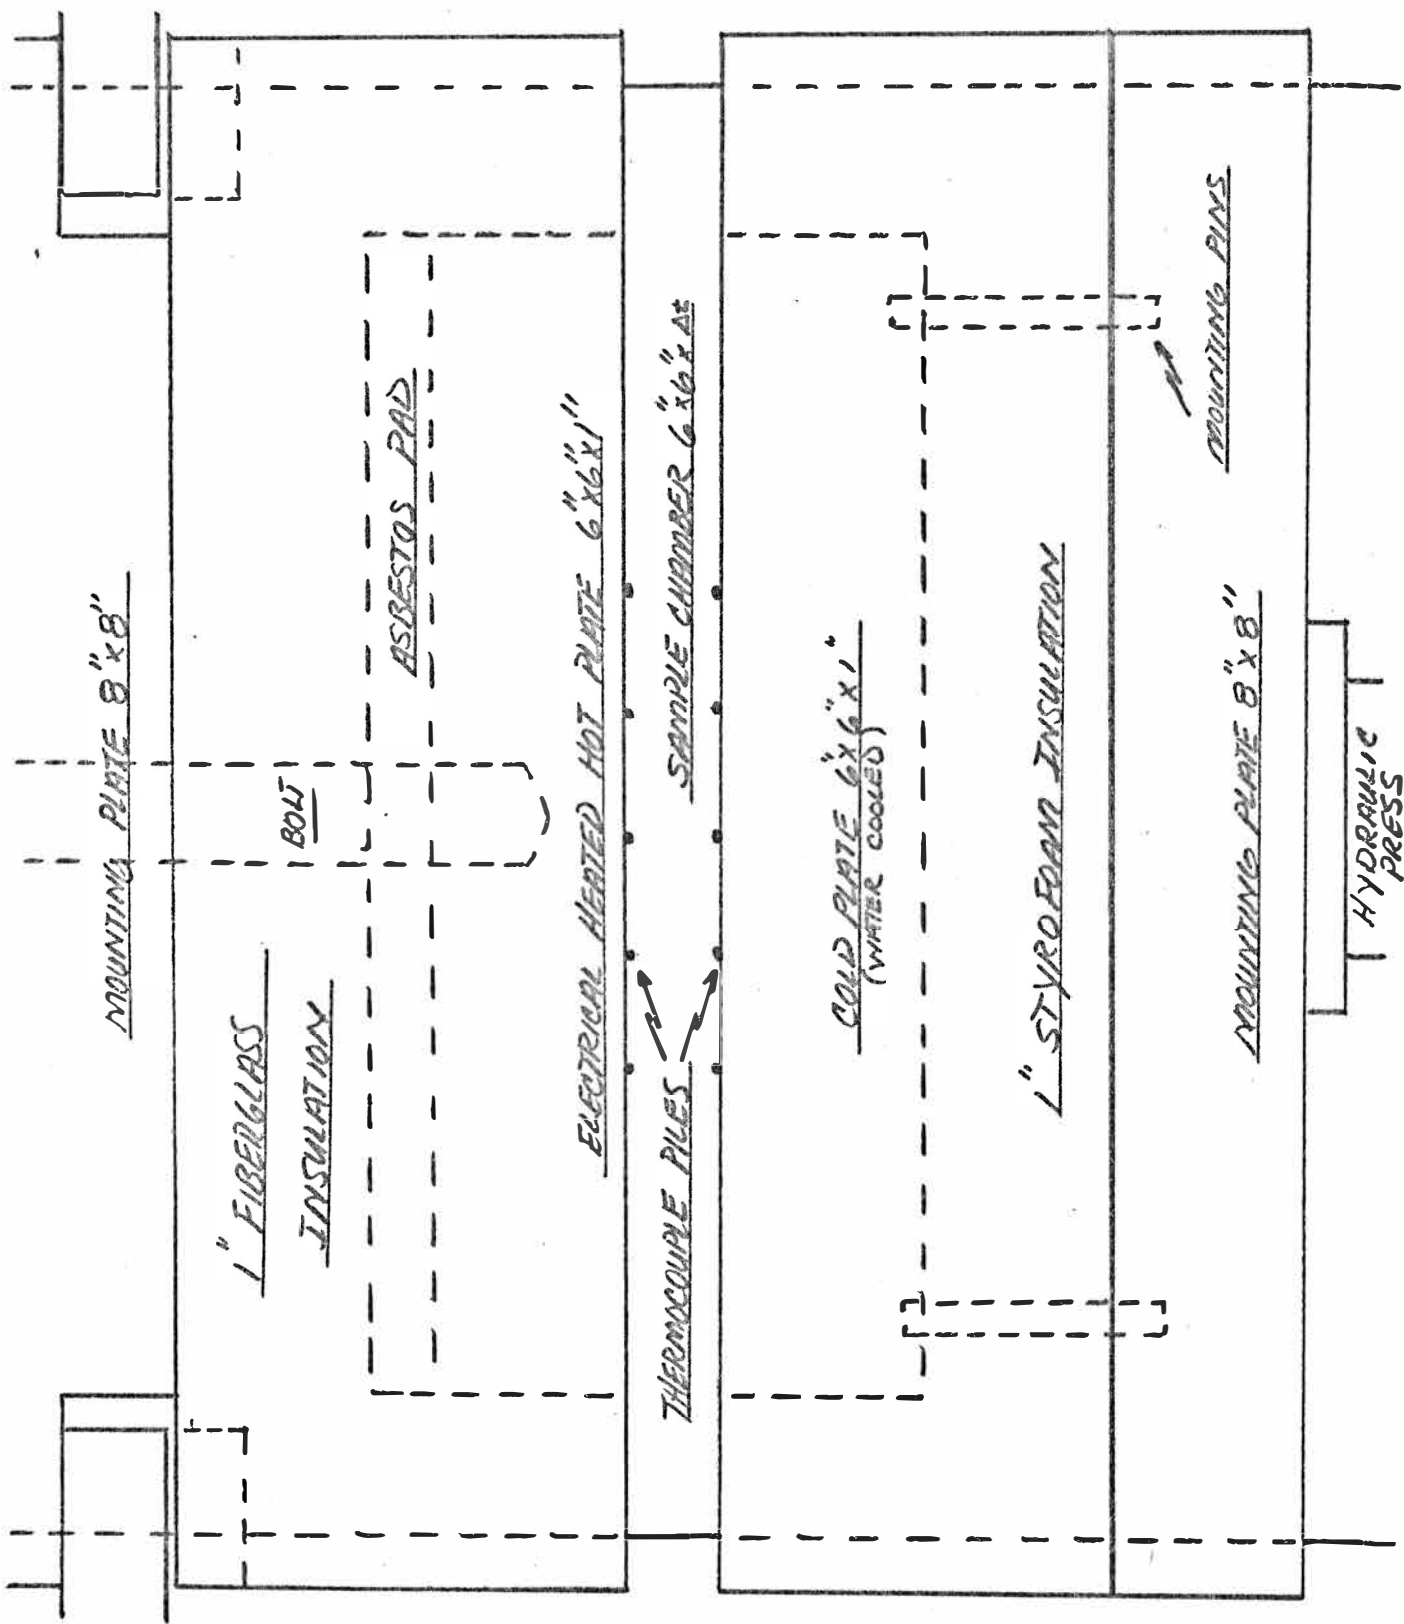 MOUNTING PLATE 8"x8"
1" FIBERGLASS
INSULATION
BOLT
ASBESTOS PAD
ELECTRICAL HEATED HOT PLATE 6"x6"x1"
THERMOCOUPLE PILES
SAMPLE CHAMBER 6"x6"x Δt
COLD PLATE 6"x6"x1"
(WATER COOLED)
1" STYROFOAM INSULATION
MOUNTING PINS
MOUNTING PLATE 8"x8"
HYDRAULIC
PRESS